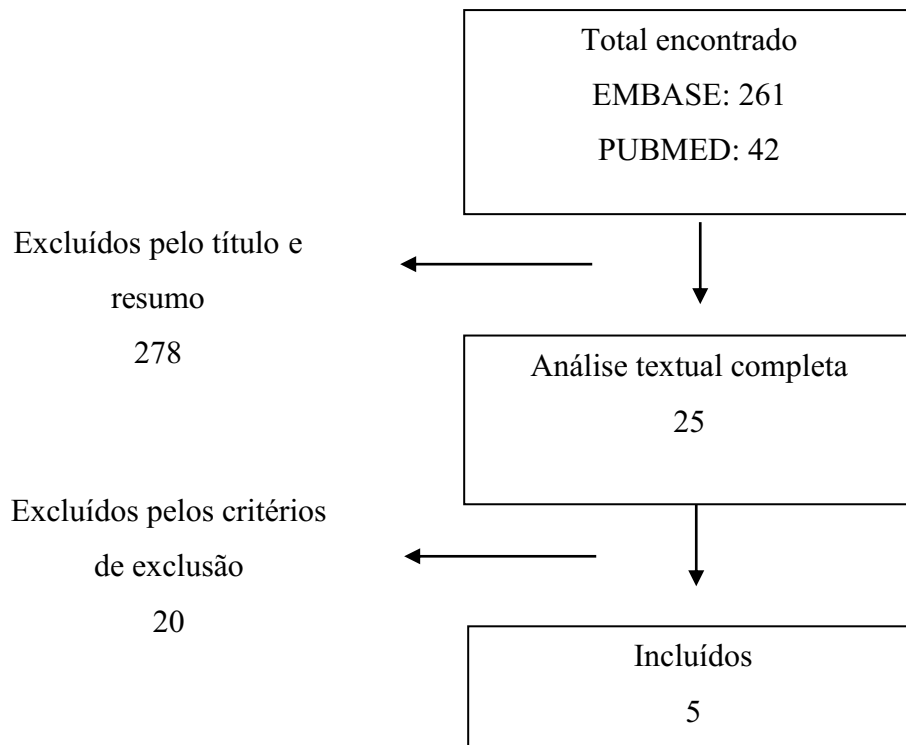 Total encontrado
EMBASE: 261
PUBMED: 42
Excluídos pelo título e
resumo
278
Análise textual completa
25
Excluídos pelos critérios
de exclusão
20
Incluídos
5